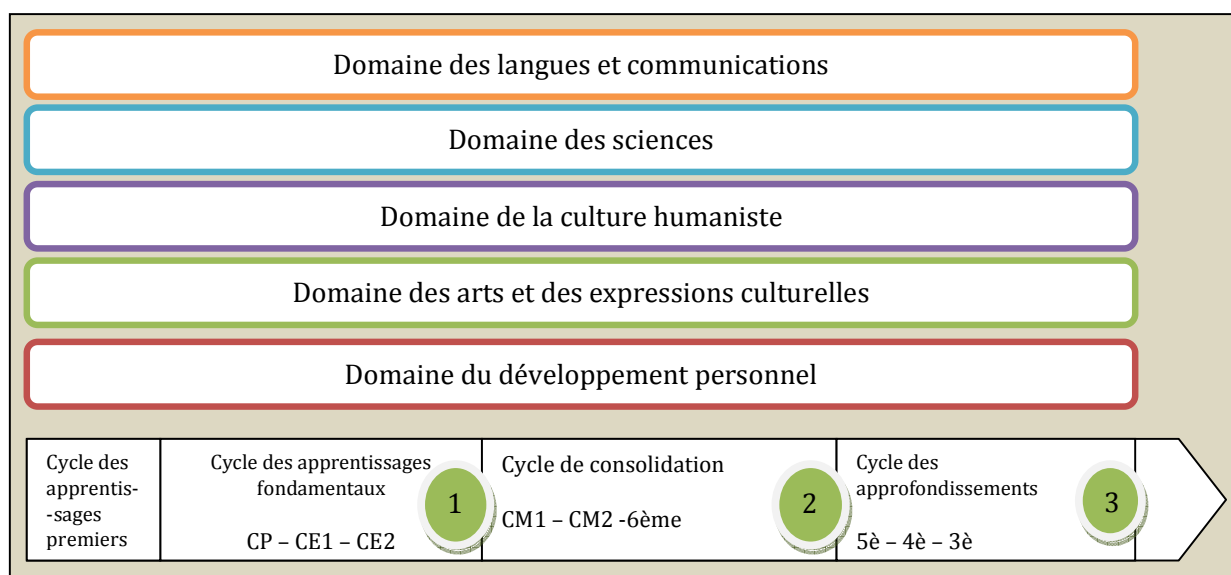 Domaine des langues et communications
Domaine des sciences
Domaine de la culture humaniste
Domaine des arts et des expressions culturelles
Domaine du développement personnel
Cycle des
apprentis-
-sages
premiers
Cycle des apprentissages
fondamentaux
CP – CE1 – CE2
1
Cycle de consolidation
CM1 – CM2 -6ème
2
Cycle des
approfondissements
5è – 4è – 3è
3